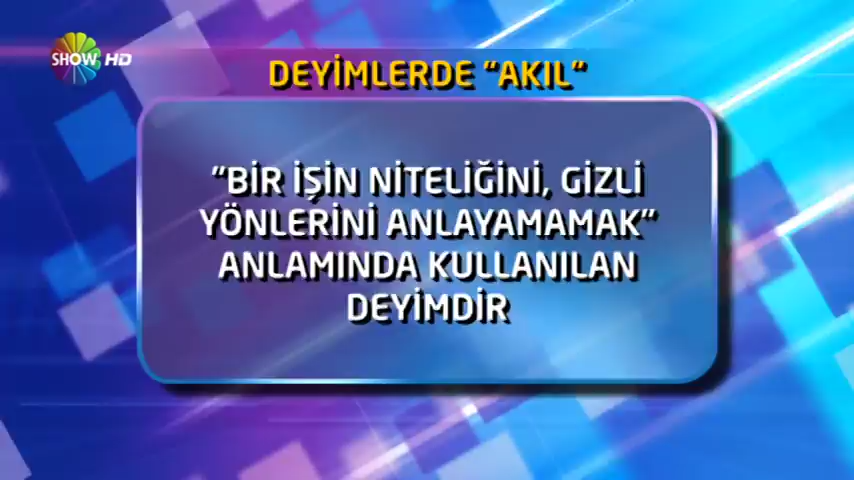 SHOW HD
DEYİMLERDE "AKIL"
"BİR İŞİN NİTELİĞİNİ, GİZLİ
YÖNLERİNİ ANLAYAMAMAK"
ANLAMINDA KULLANILAN
DEYİMDİR